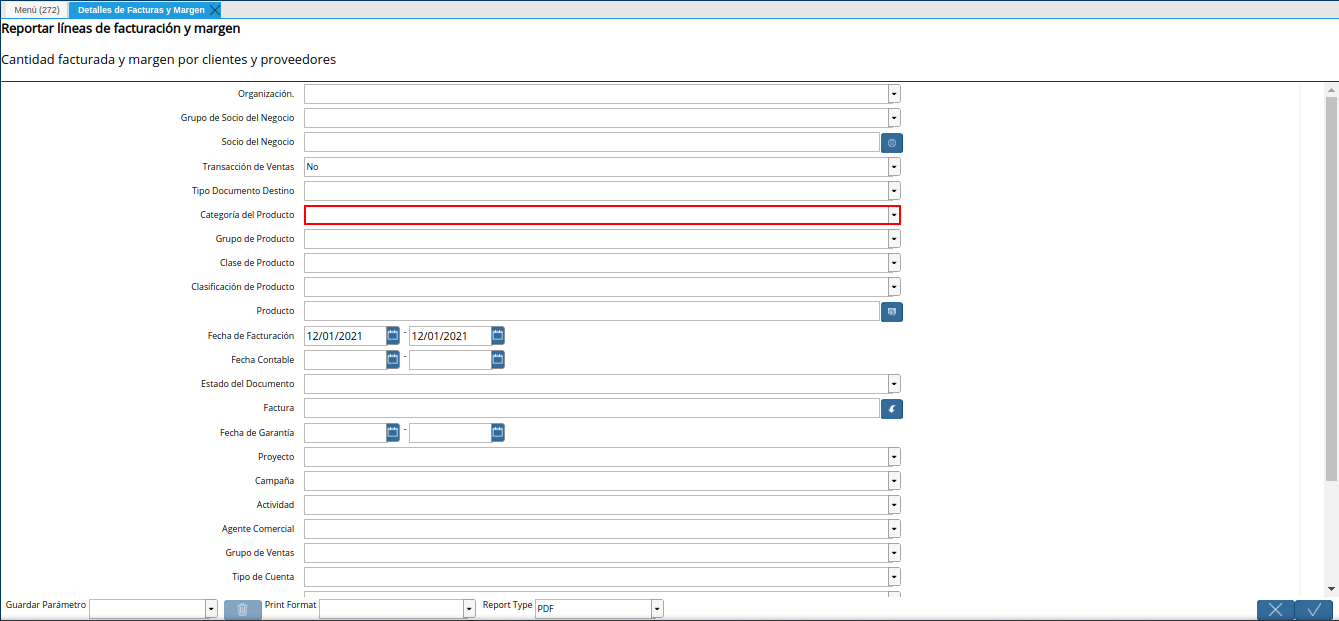 Menú (272) Detalles de Facturas y Margen
Reportar líneas de facturación y margen
Cantidad facturada y margen por clientes y proveedores
Organización.
Grupo de Socio del Negocio
Socio del Negocio
Transacción de Ventas No
Tipo Documento Destino
Categoría del Producto
Grupo de Producto
Clase de Producto
Clasificación de Producto
Producto
Fecha de Facturación 12/01/2021 - 12/01/2021
Fecha Contable -
Estado del Documento
Factura
Fecha de Garantía -
Proyecto
Campaña
Actividad
Agente Comercial
Grupo de Ventas
Tipo de Cuenta
Guardar Parámetro Print Format Report Type PDF